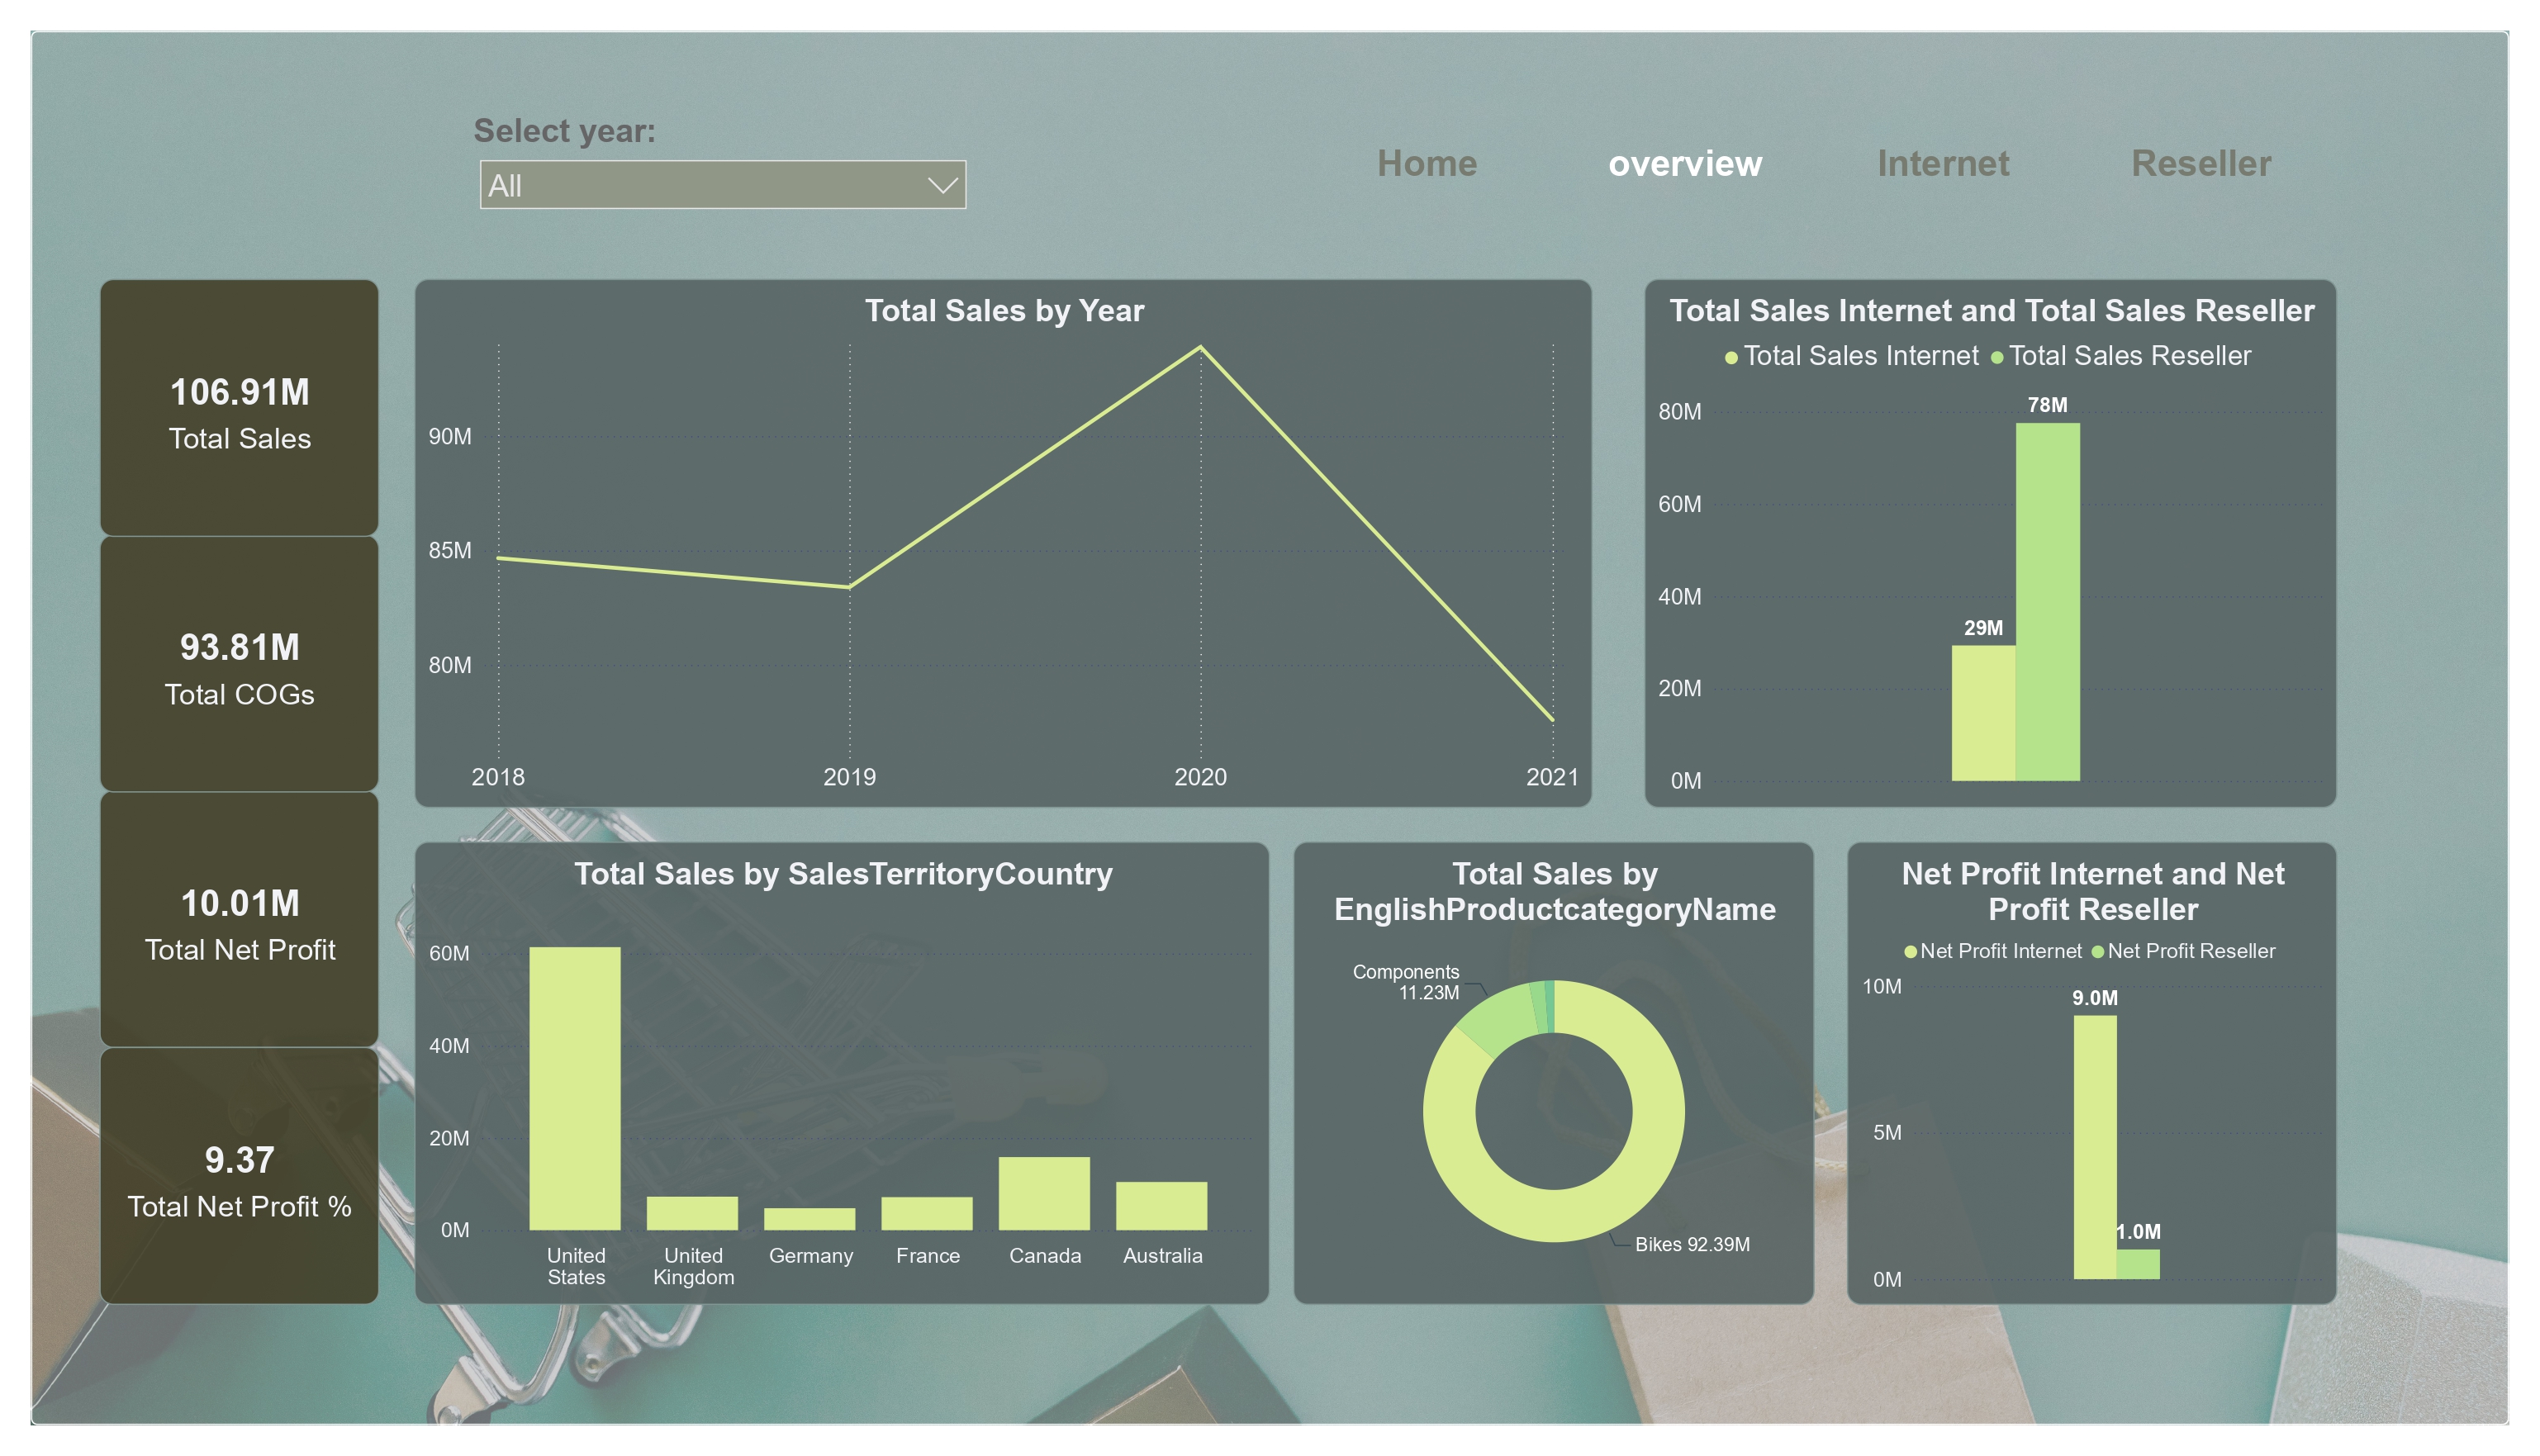 Select year:
All
Home
overview
Internet
Reseller
106.91M
Total Sales
93.81M
Total COGs
10.01M
Total Net Profit
9.37
Total Net Profit %
Total Sales by Year
90M
85M
80M
2018
2019
2020
2021
Total Sales Internet and Total Sales Reseller
Total Sales Internet
Total Sales Reseller
80M
60M
40M
20M
0M
78M
29M
Total Sales by SalesTerritoryCountry
60M
40M
20M
0M
United
States
United
Kingdom
Germany
France
Canada
Australia
Total Sales by
EnglishProductcategoryName
Components
11.23M
Bikes 92.39M
Net Profit Internet and Net
Profit Reseller
Net Profit Internet
Net Profit Reseller
10M
5M
0M
9.0M
1.0M